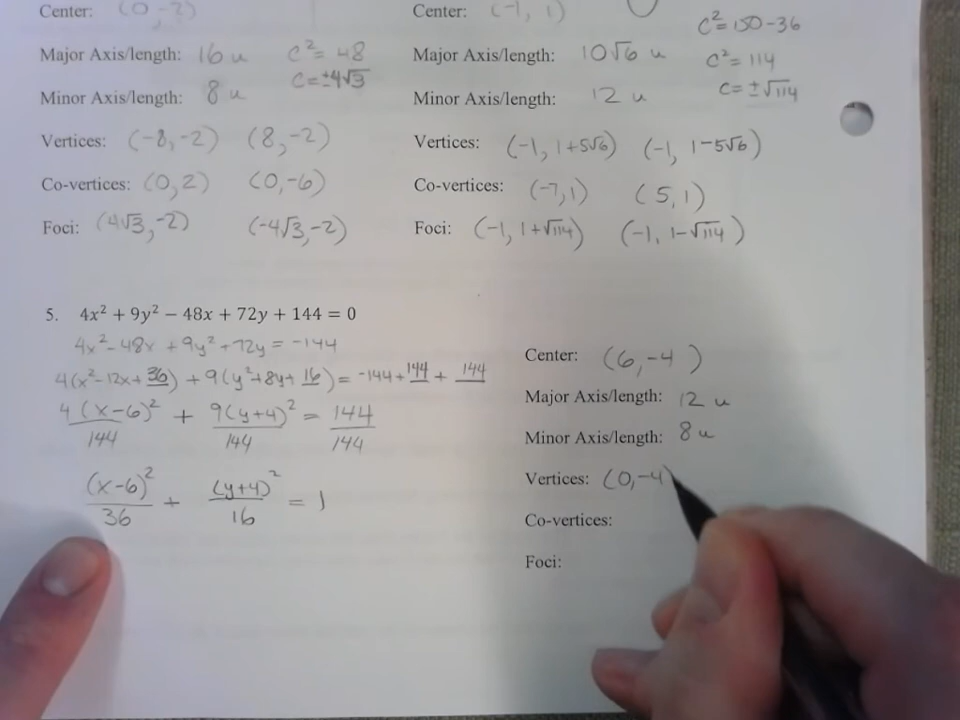 Center: (0,-2)
Major Axis/length: 16 u c²=48
c=±4√3
Minor Axis/length: 8 u
Vertices: (-8,-2) (8,-2)
Co-vertices: (0,2) (0,-6)
Foci: (4√3,-2) (-4√3,-2)
Center: (-1, 1)
c²=150-36
Major Axis/length: 10√6 u c²=114
c=±√114
Minor Axis/length: 12 u
Vertices: (-1, 1+5√6) (-1, 1-5√6)
Co-vertices: (-7,1) (5,1)
Foci: (-1, 1+√114) (-1, 1-√114)
5. 4x² + 9y² − 48x + 72y + 144 = 0
4x²-48x +9y²+72y = -144
4(x²-12x+36) + 9(y²+8y+16) = -144+144+144
4(x-6)²/144 + 9(y+4)²/144 = 144/144
(x-6)²/36 + (y+4)²/16 = 1
Center: (6,-4)
Major Axis/length: 12 u
Minor Axis/length: 8 u
Vertices: (0,-4)
Co-vertices:
Foci: